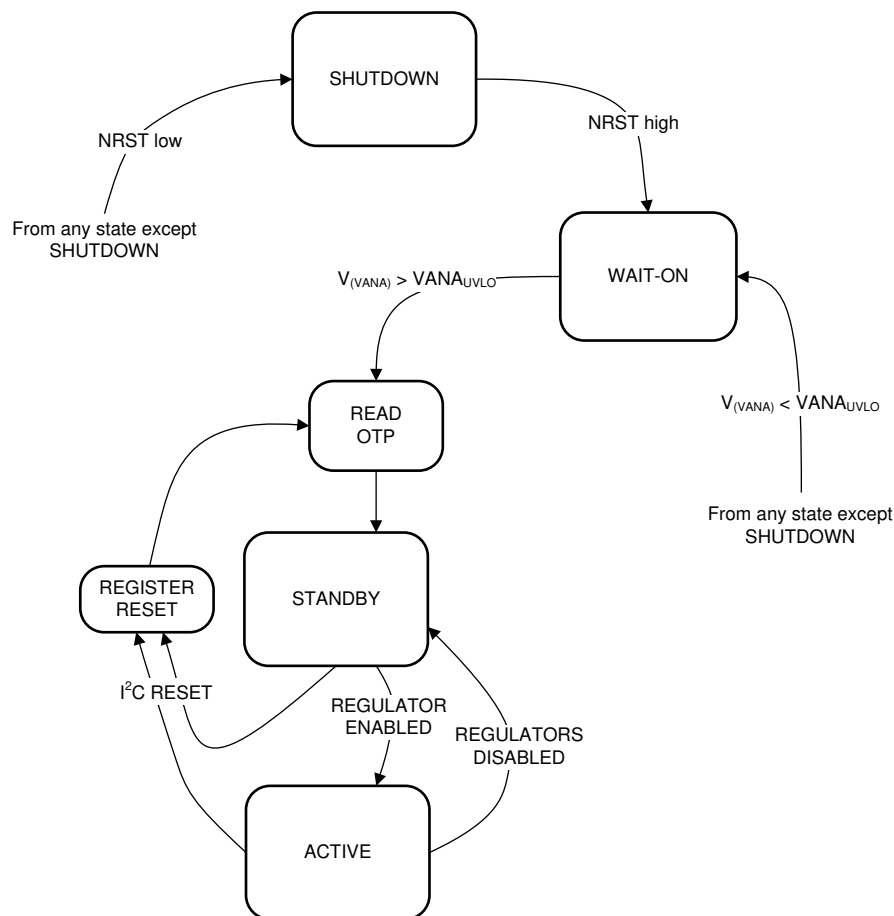 SHUTDOWN
NRST low
NRST high
From any state except
SHUTDOWN
V(VANA) > VANAUVLO
WAIT-ON
READ
OTP
V(VANA) < VANAUVLO
From any state except
SHUTDOWN
REGISTER
RESET
STANDBY
I²C RESET
REGULATOR
ENABLED
REGULATORS
DISABLED
ACTIVE